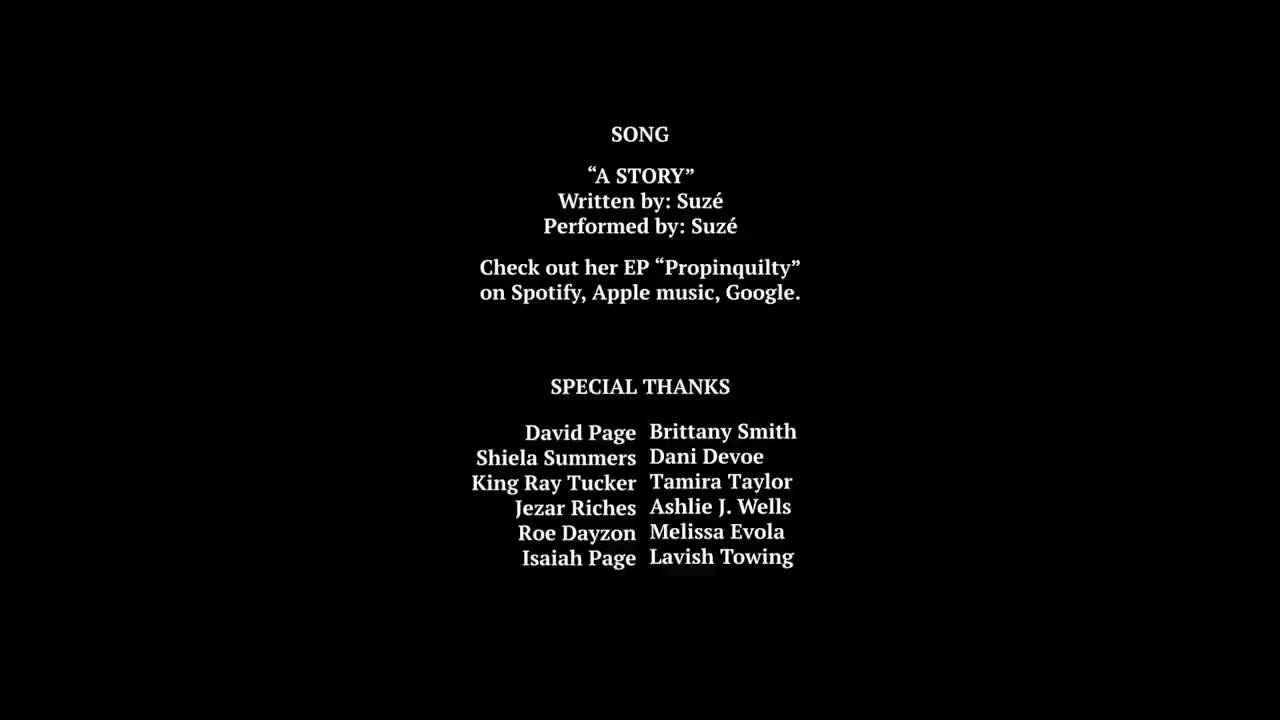 SONG
“A STORY”
Written by: Suzé
Performed by: Suzé
Check out her EP “Propinquilty”
on Spotify, Apple music, Google.
SPECIAL THANKS
David Page Brittany Smith
Shiela Summers Dani Devoe
King Ray Tucker Tamira Taylor
Jezar Riches Ashlie J. Wells
Roe Dayzon Melissa Evola
Isaiah Page Lavish Towing